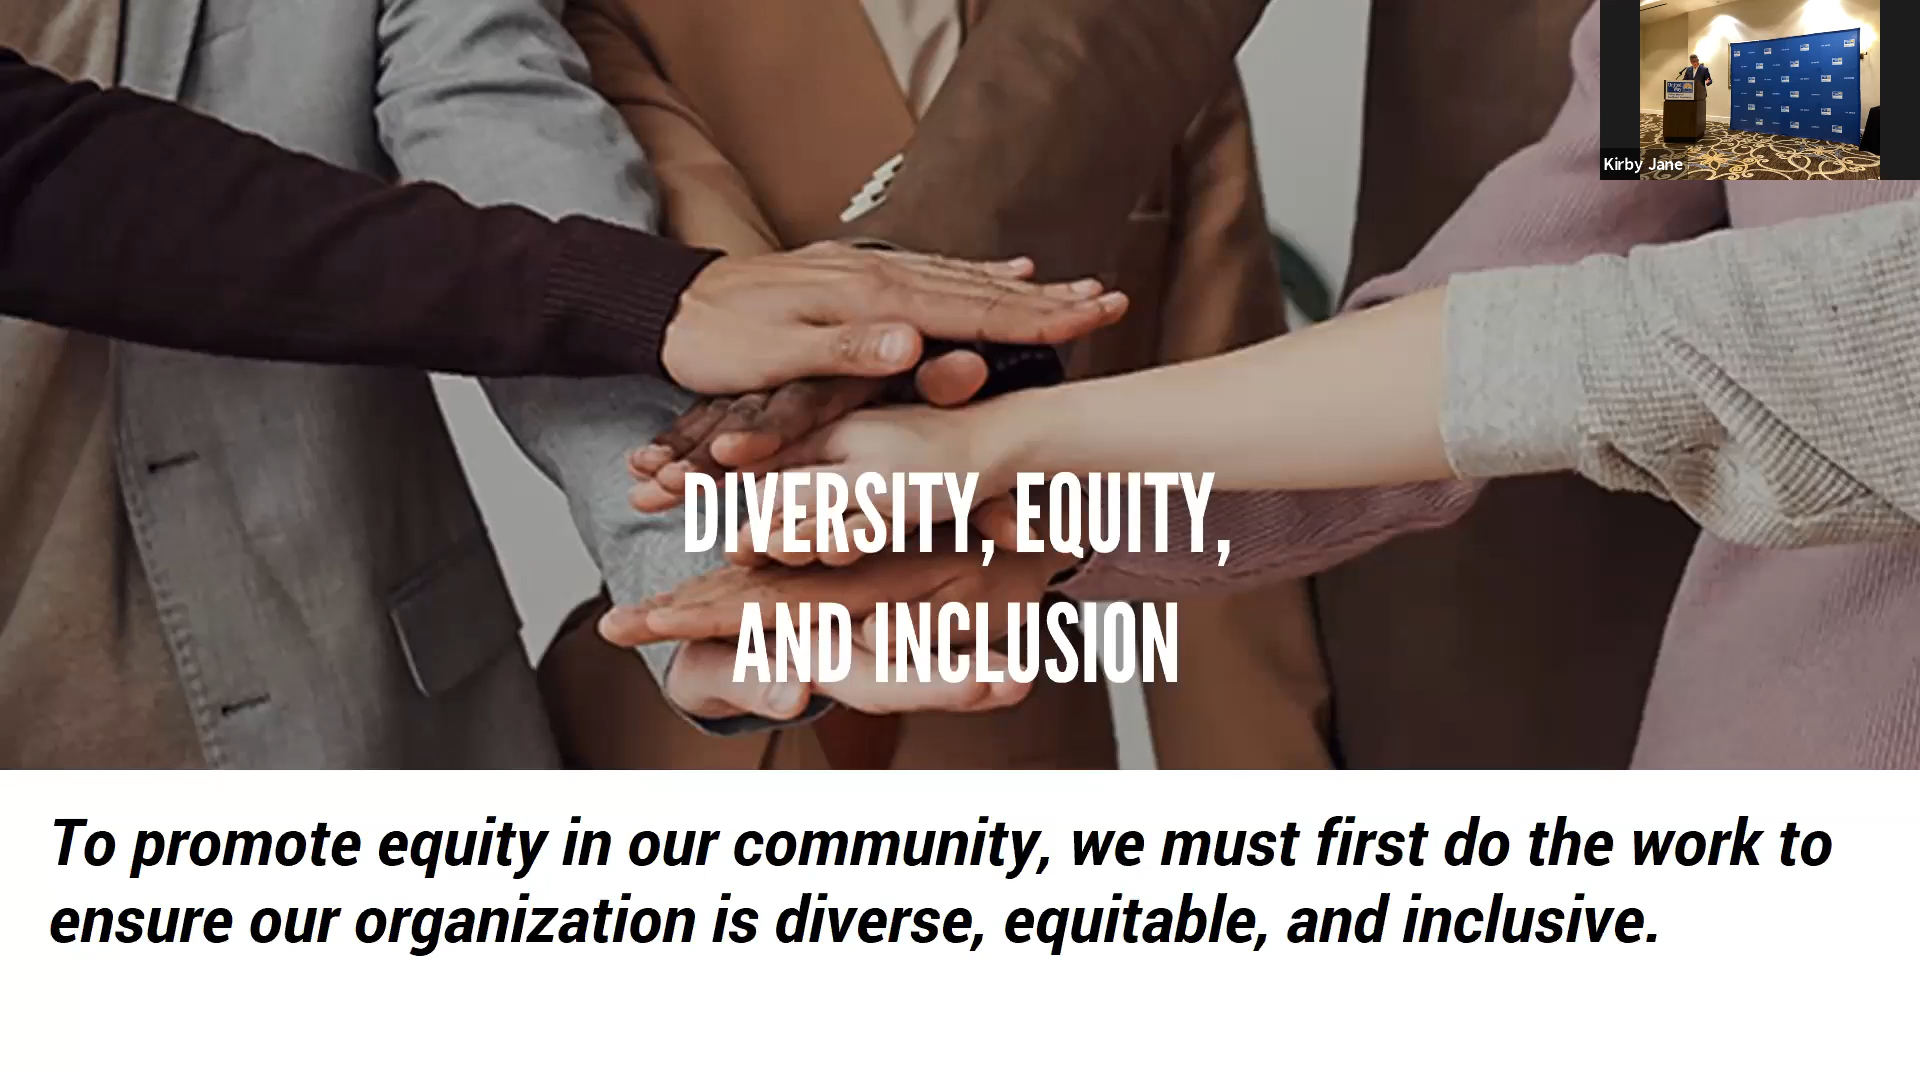 Kirby Jane
DIVERSITY, EQUITY,
AND INCLUSION
To promote equity in our community, we must first do the work to
ensure our organization is diverse, equitable, and inclusive.